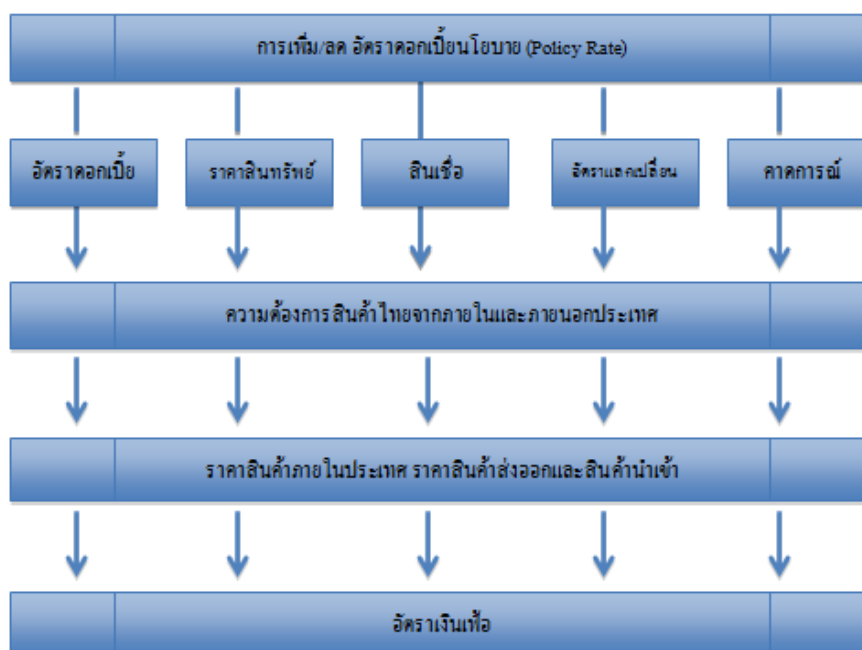 การเพิ่ม/ลด อัตราดอกเบี้ยนโยบาย (Policy Rate)
อัตราดอกเบี้ย
ราคาสินทรัพย์
สินเชื่อ
อัตราแลกเปลี่ยน
คาดการณ์
ความต้องการสินค้าไทยจากภายในและภายนอกประเทศ
ราคาสินค้าภายในประเทศ ราคาสินค้าส่งออกและสินค้านำเข้า
อัตราเงินเฟ้อ